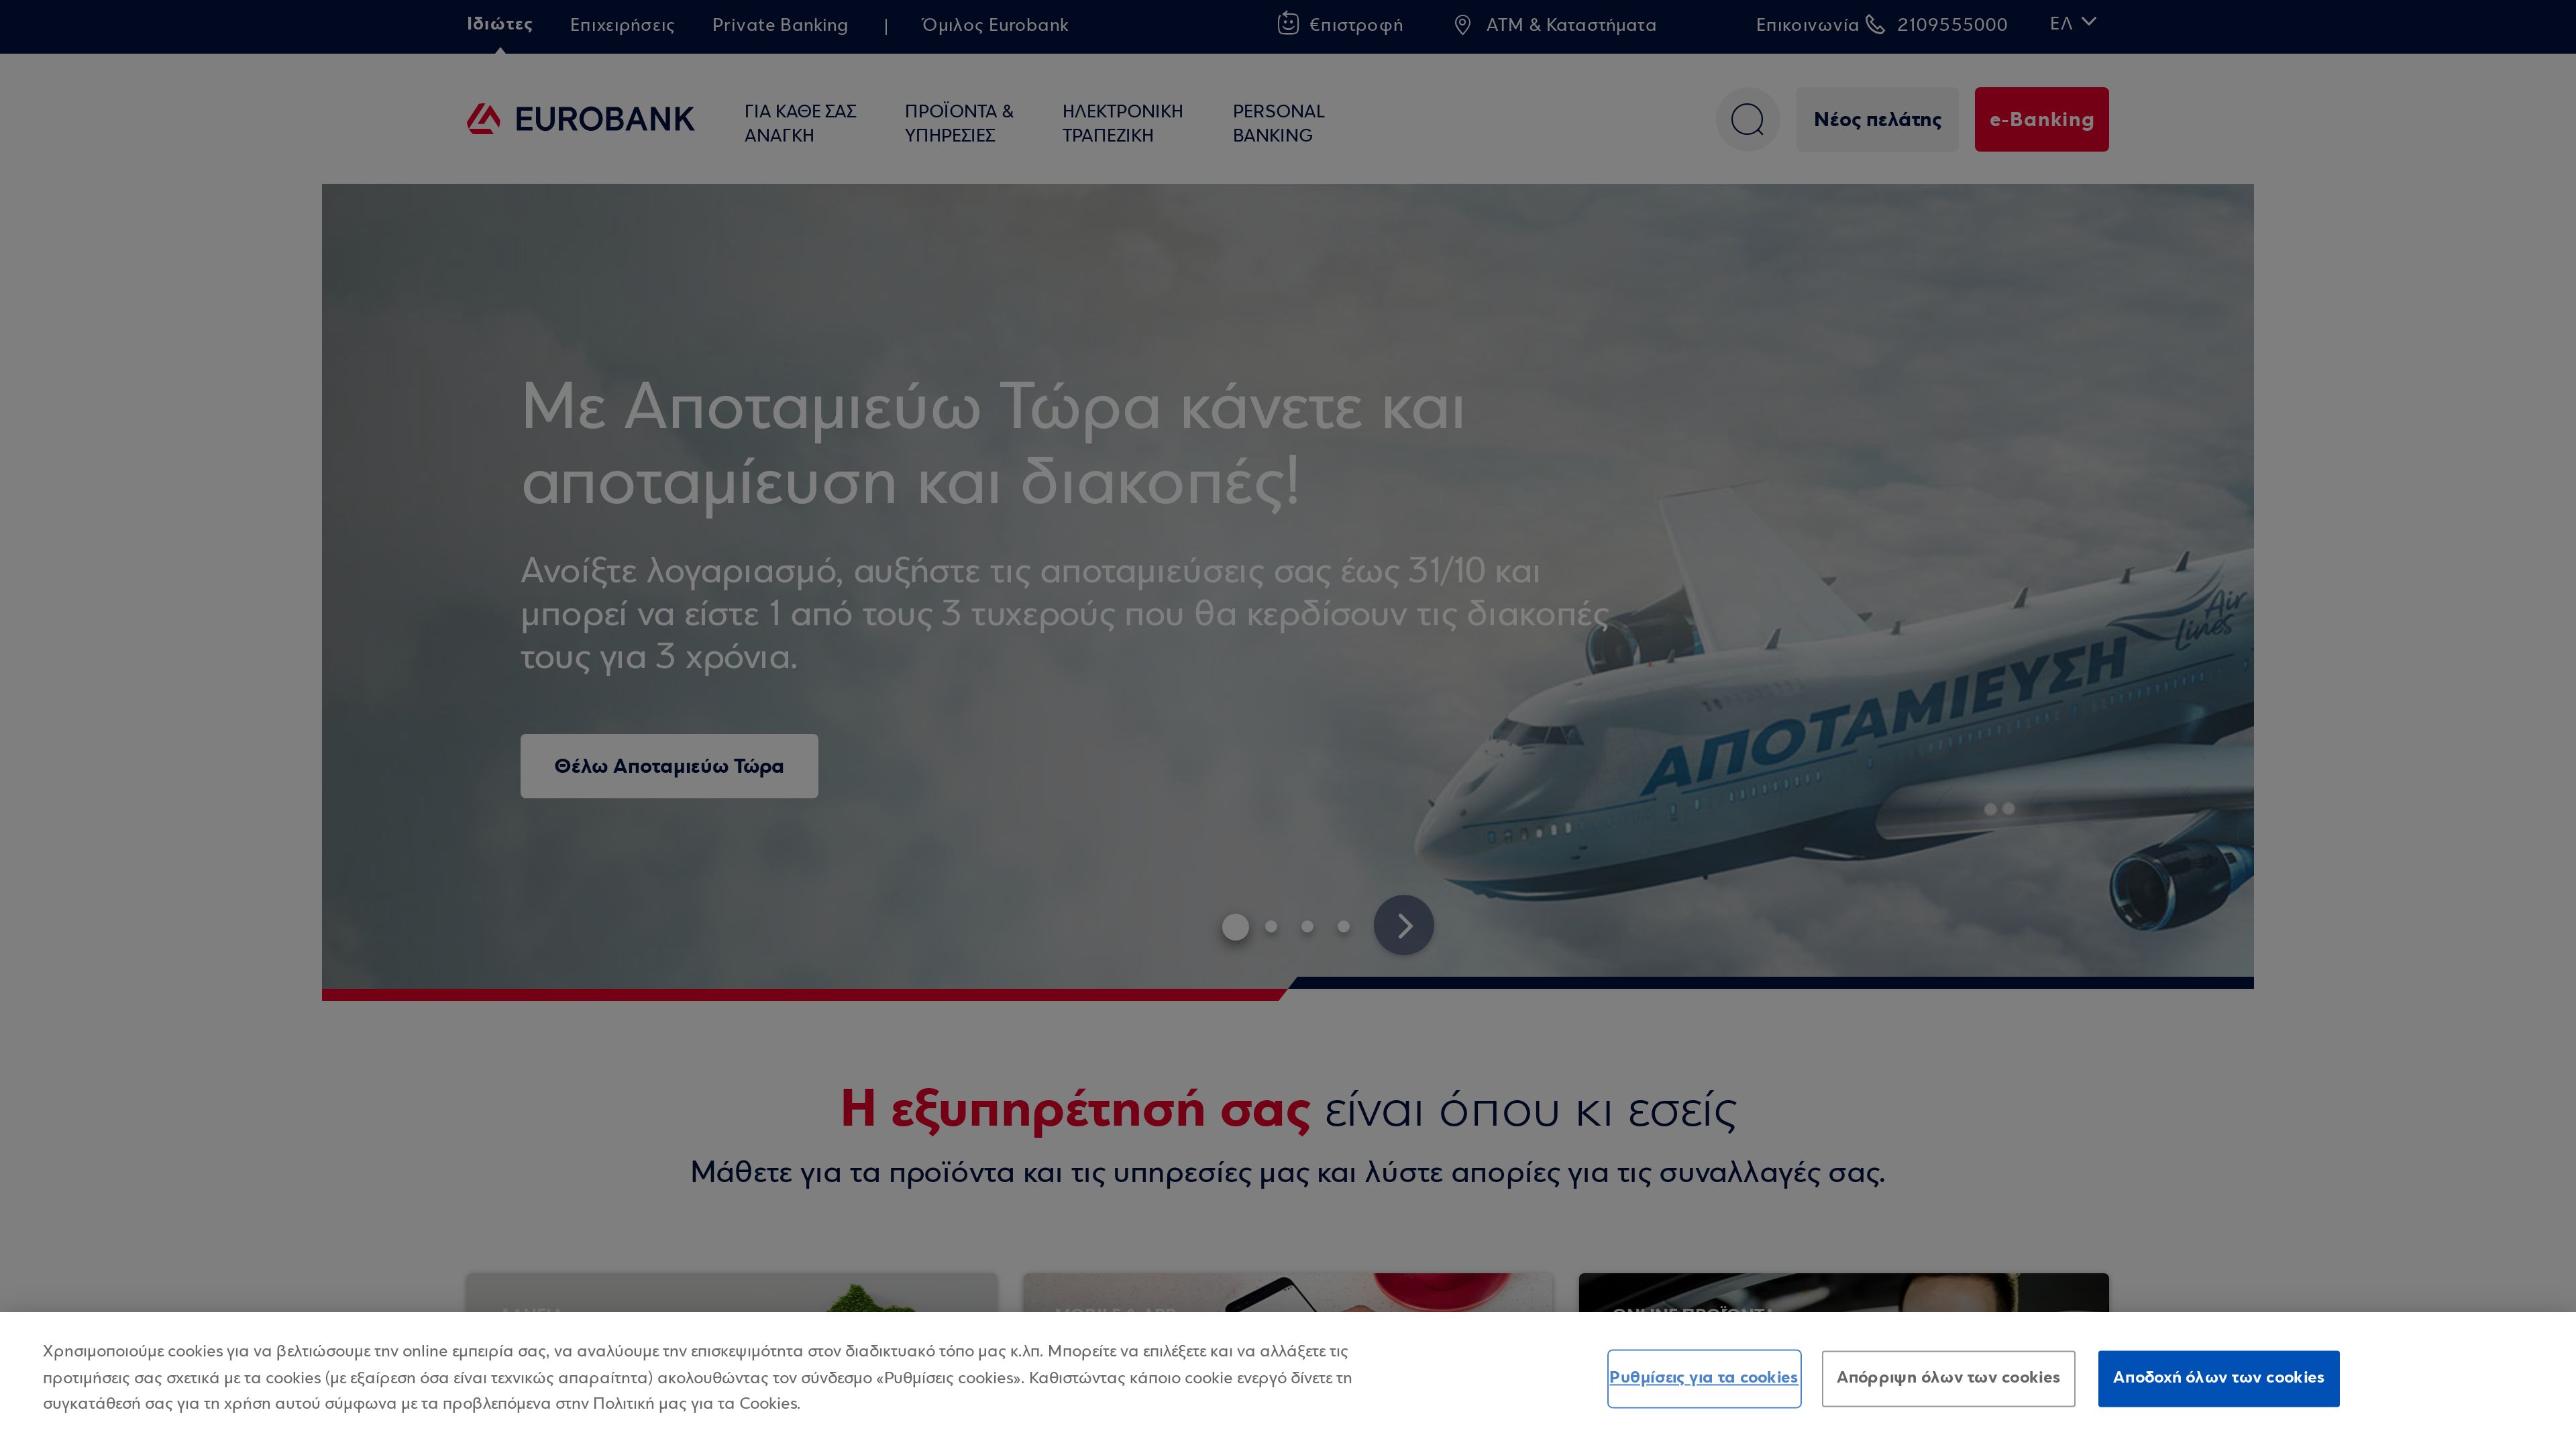 Ιδιώτες Επιχειρήσεις Private Banking | Όμιλος Eurobank €πιστροφή ATM & Καταστήματα Επικοινωνία 2109555000 ΕΛ
EUROBANK
ΓΙΑ ΚΑΘΕ ΣΑΣ
ΑΝΑΓΚΗ
ΠΡΟΪΟΝΤΑ &
ΥΠΗΡΕΣΙΕΣ
ΗΛΕΚΤΡΟΝΙΚΗ
ΤΡΑΠΕΖΙΚΗ
PERSONAL
BANKING
Νέος πελάτης
e-Banking
Με Αποταμιεύω Τώρα κάνετε και
αποταμίευση και διακοπές!
Ανοίξτε λογαριασμό, αυξήστε τις αποταμιεύσεις σας έως 31/10 και
μπορεί να είστε 1 από τους 3 τυχερούς που θα κερδίσουν τις διακοπές
τους για 3 χρόνια.
Θέλω Αποταμιεύω Τώρα
ΑΠΟΤΑΜΙΕΥΣΗ
Air
Lines
Η εξυπηρέτησή σας είναι όπου κι εσείς
Μάθετε για τα προϊόντα και τις υπηρεσίες μας και λύστε απορίες για τις συναλλαγές σας.
MOBILE & APP
ONLINE ΠΡΟΪΟΝΤΑ
Χρησιμοποιούμε cookies για να βελτιώσουμε την online εμπειρία σας, να αναλύουμε την επισκεψιμότητα στον διαδικτυακό τόπο μας κ.λπ. Μπορείτε να επιλέξετε και να αλλάξετε τις
προτιμήσεις σας σχετικά με τα cookies (με εξαίρεση όσα είναι τεχνικώς απαραίτητα) ακολουθώντας τον σύνδεσμο «Ρυθμίσεις cookies». Καθιστώντας κάποιο cookie ενεργό δίνετε τη
συγκατάθεσή σας για τη χρήση αυτού σύμφωνα με τα προβλεπόμενα στην Πολιτική μας για τα Cookies.
Ρυθμίσεις για τα cookies
Απόρριψη όλων των cookies
Αποδοχή όλων των cookies